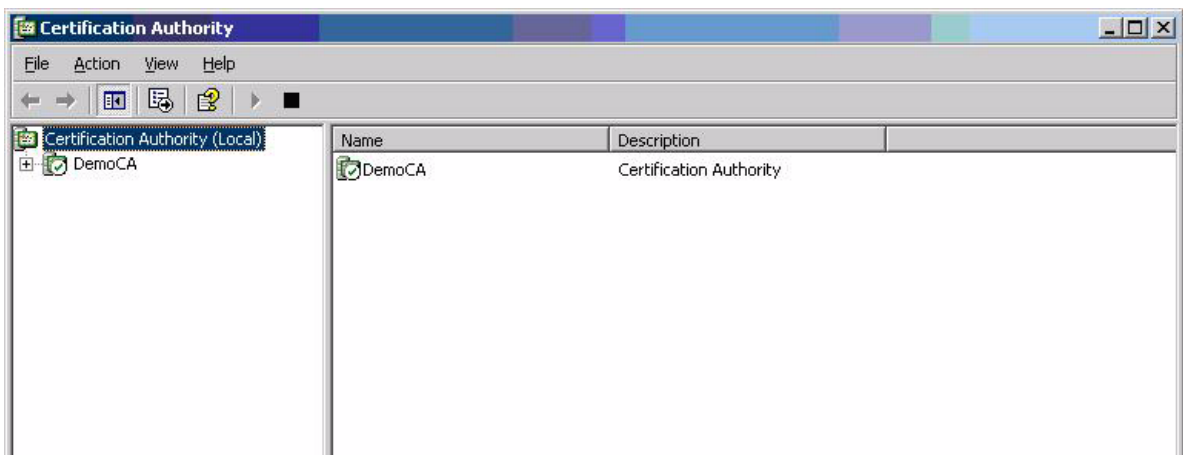 Certification Authority
File Action View Help
Certification Authority (Local)
DemoCA
Name Description
DemoCA Certification Authority